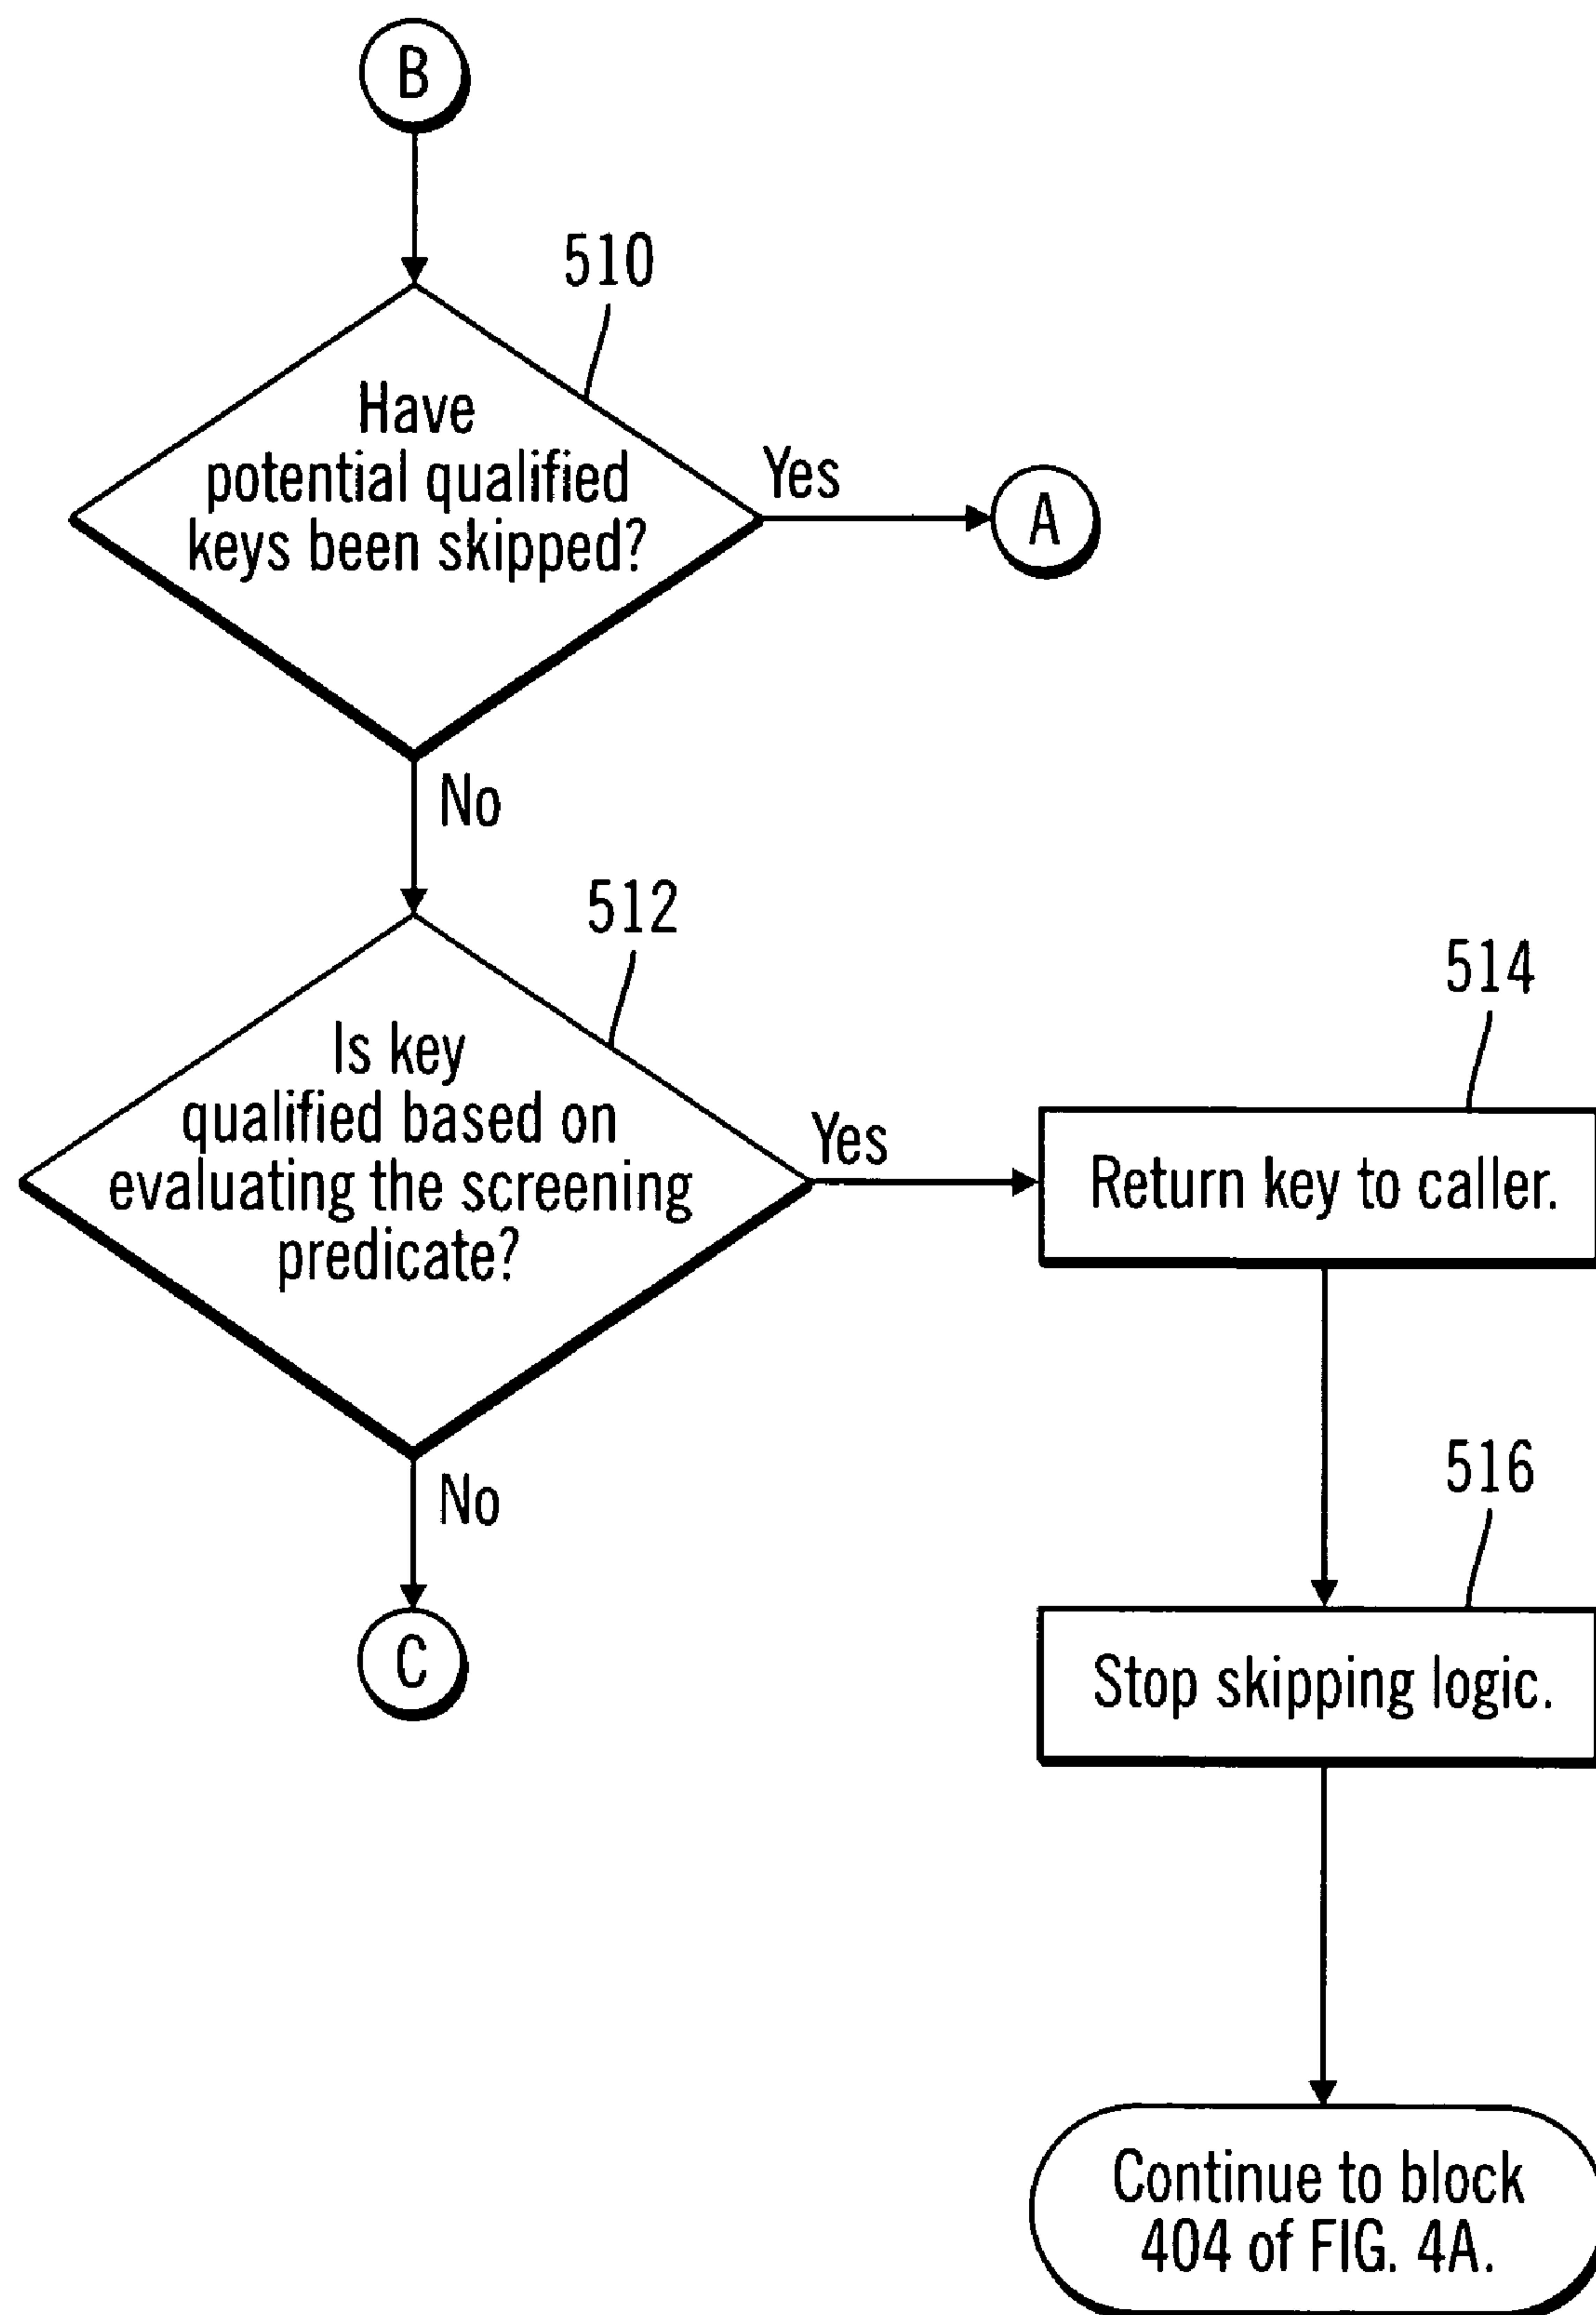 B
510
Have
potential qualified
keys been skipped?
Yes
A
No
512
Is key
qualified based on
evaluating the screening
predicate?
Yes
514
Return key to caller.
No
C
516
Stop skipping logic.
Continue to block
404 of FIG. 4A.